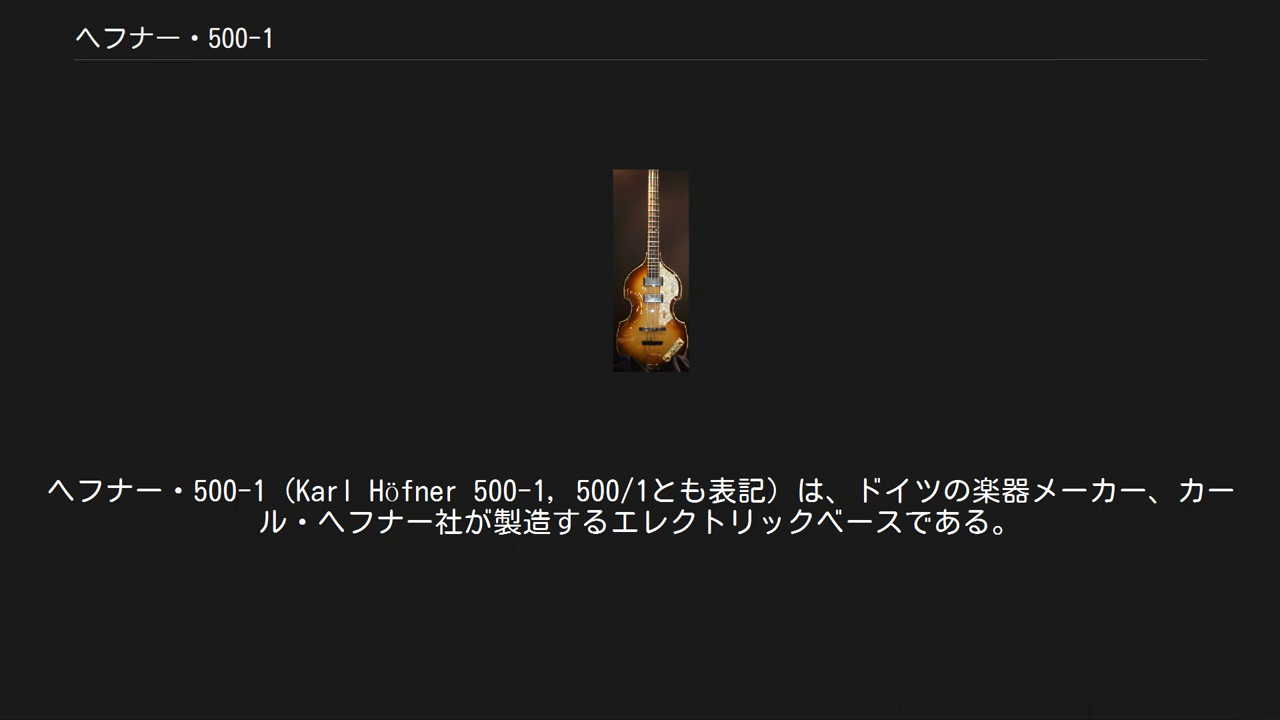 ヘフナー・500-1
ヘフナー・500-1（Karl Höfner 500-1, 500/1とも表記）は、ドイツの楽器メーカー、カー
ル・ヘフナー社が製造するエレクトリックベースである。